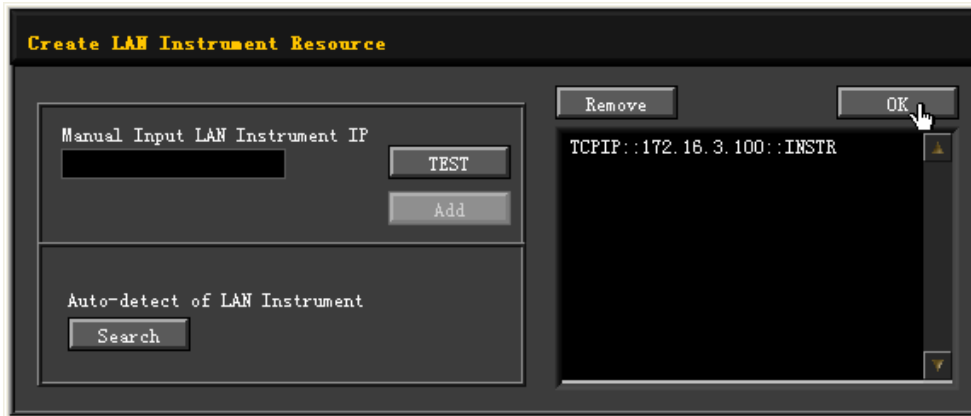 Create LAN Instrument Resource
Manual Input LAN Instrument IP
TEST
Add
Auto-detect of LAN Instrument
Search
Remove
OK
TCPIP::172.16.3.100::INSTR